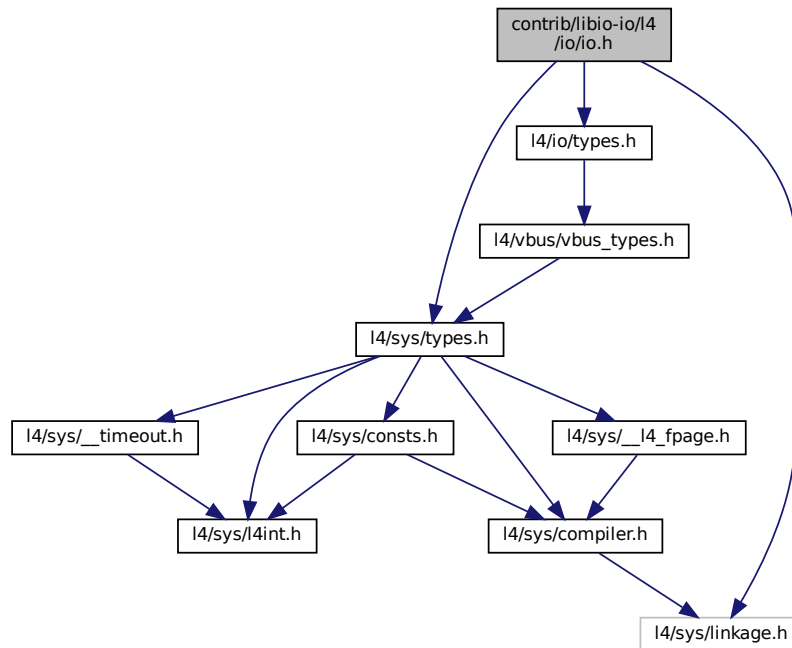 contrib/libio-io/l4
/io/io.h
l4/io/types.h
l4/vbus/vbus_types.h
l4/sys/types.h
l4/sys/__timeout.h
l4/sys/consts.h
l4/sys/__l4_fpage.h
l4/sys/l4int.h
l4/sys/compiler.h
l4/sys/linkage.h